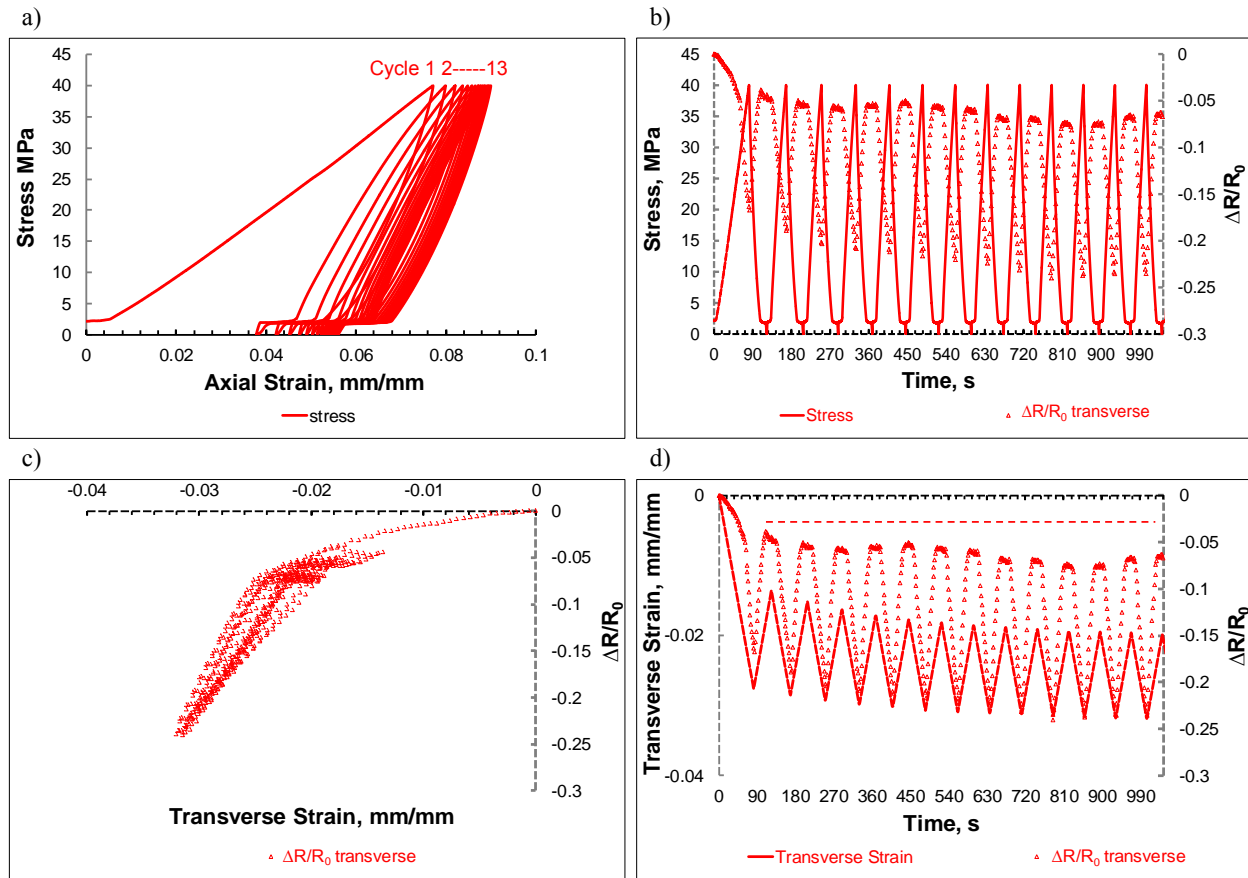 a)
45
40
35
30
25
20
15
10
5
0
Stress MPa
Cycle 1 2-----13
0
0.02
0.04
0.06
0.08
0.1
Axial Strain, mm/mm
stress
b)
45
40
35
30
25
20
15
10
5
0
Stress, MPa
0
-0.05
-0.1
-0.15
-0.2
-0.25
-0.3
ΔR/R0
0 90 180 270 360 450 540 630 720 810 900 990
Time, s
Stress
ΔR/R0 transverse
c)
-0.04 -0.03 -0.02 -0.01 0
0
-0.05
-0.1
-0.15
-0.2
-0.25
-0.3
ΔR/R0
Transverse Strain, mm/mm
ΔR/R0 transverse
d)
0
-0.02
-0.04
Transverse Strain, mm/mm
0
-0.05
-0.1
-0.15
-0.2
-0.25
-0.3
ΔR/R0
0 90 180 270 360 450 540 630 720 810 900 990
Time, s
Transverse Strain
ΔR/R0 transverse